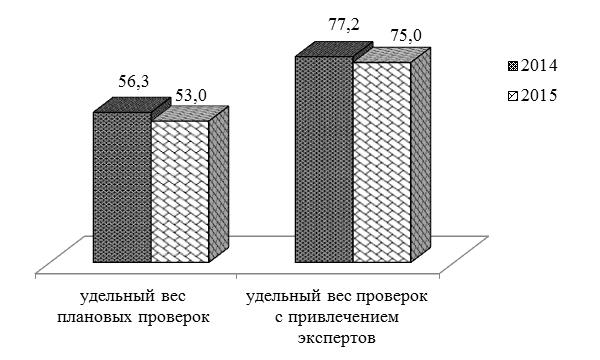 77,2
75,0
56,3
53,0
2014
2015
удельный вес
плановых проверок
удельный вес проверок
с привлечением
экспертов